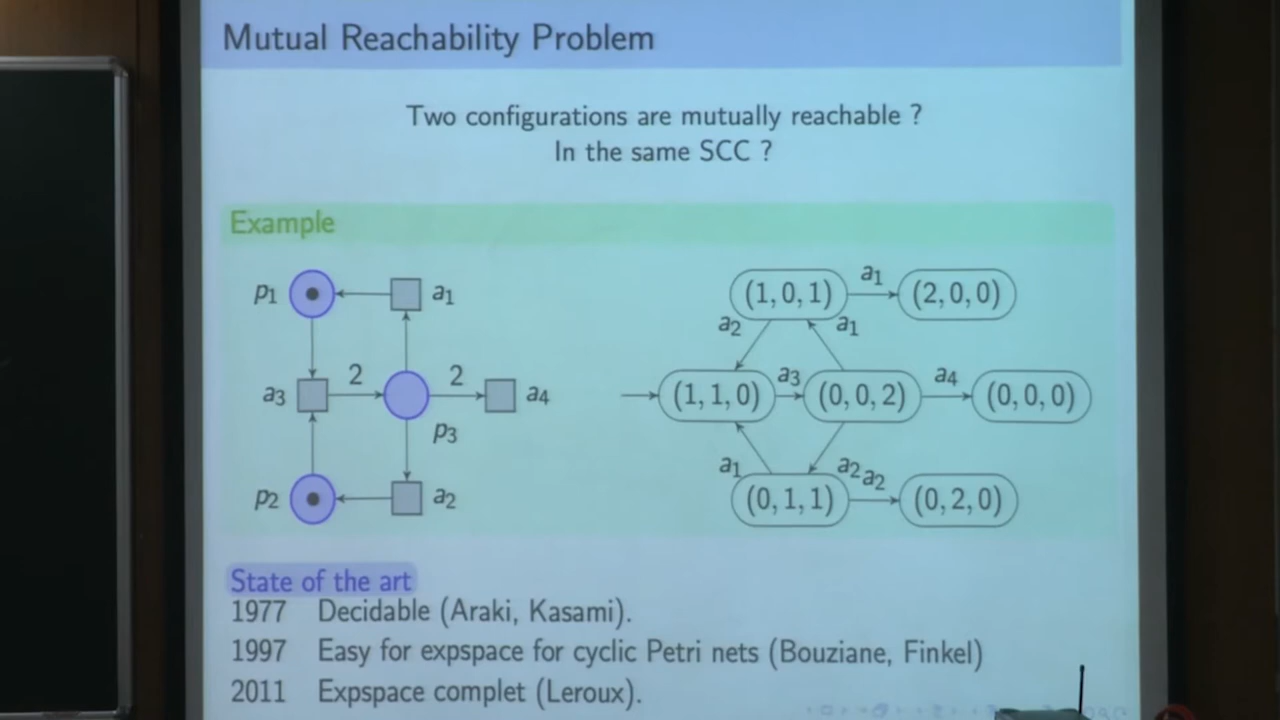 Mutual Reachability Problem
Two configurations are mutually reachable ?
In the same SCC ?
Example
p1
a1
a3
2
2
a4
p3
p2
a2
(1, 0, 1)
a1
(2, 0, 0)
a2
a1
(1, 1, 0)
a3
(0, 0, 2)
a4
(0, 0, 0)
a1
a2
a2
(0, 1, 1)
(0, 2, 0)
State of the art
1977 Decidable (Araki, Kasami).
1997 Easy for expspace for cyclic Petri nets (Bouziane, Finkel)
2011 Expspace complet (Leroux).